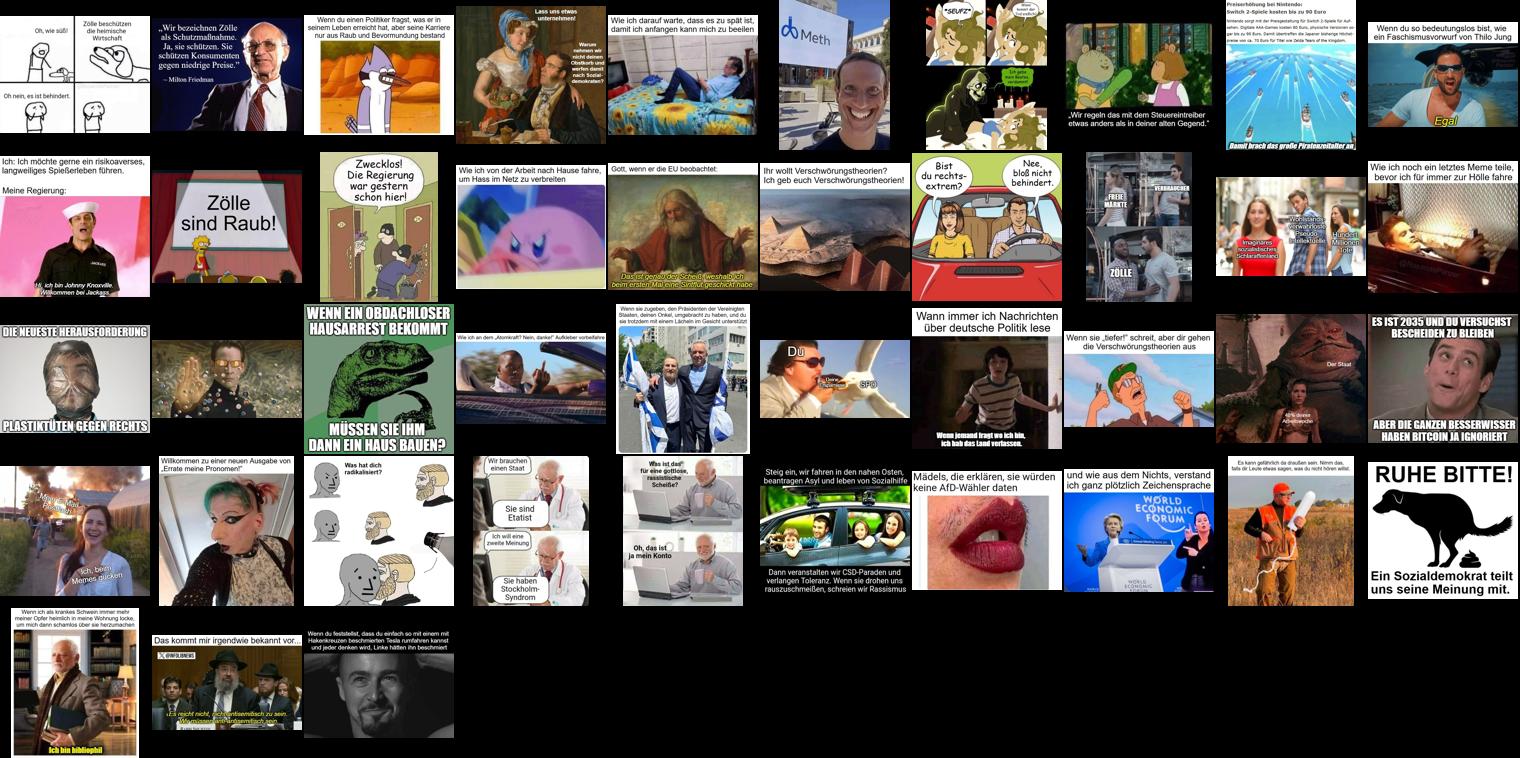 Oh, wie süß!
Zölle beschützen
die heimische
Wirtschaft
Oh nein, es ist behindert.
„Wir bezeichnen Zölle
als Schutzmaßnahme.
Ja, sie schützen. Sie
schützen Konsumenten
gegen niedrige Preise.“
~ Milton Friedman
Wenn du einen Politiker fragst, was er in
seinem Leben erreicht hat, aber seine Karriere
nur aus Raub und Bevormundung bestand
Lass uns etwas
unternehmen!
Warum
nehmen wir
nicht deinen
Obstkorb und
werfen damit
nach Sozial-
demokraten?
Wie ich darauf warte, dass es zu spät ist,
damit ich anfangen kann mich zu beeilen
Meth
*SEUFZ*
„Wir regeln das mit dem Steuereintreiber
etwas anders als in deiner alten Gegend.“
Preiserhöhung bei Nintendo:
Switch 2-Spiele kosten bis zu 90 Euro
Damit brach das große Piratenzeitalter an
Wenn du so bedeutungslos bist, wie
ein Faschismusvorwurf von Thilo Jung
Egal
Ich: Ich möchte gerne ein risikoaverses,
langweiliges Spießerleben führen.
Meine Regierung:
Hi, ich bin Johnny Knoxville.
Willkommen bei Jackass.
Zölle
sind Raub!
Zwecklos!
Die Regierung
war gestern
schon hier!
Wie ich von der Arbeit nach Hause fahre,
um Hass im Netz zu verbreiten
Gott, wenn er die EU beobachtet:
Das ist genau der Scheiß, weshalb ich
beim ersten Mal eine Sintflut geschickt habe
Ihr wollt Verschwörungstheorien?
Ich geb euch Verschwörungstheorien!
Bist
du rechts-
extrem?
Nee,
bloß nicht
behindert.
FREIE
MÄRKTE
VERBRAUCHER
ZÖLLE
Imaginäres
sozialistisches
Schlaraffenland
Wohlstands-
verwahrloste
Pseudo-
Intellektuelle
Hundert
Millionen
Tote
Wie ich noch ein letztes Meme teile,
bevor ich für immer zur Hölle fahre
DIE NEUESTE HERAUSFORDERUNG
PLASTIKTÜTEN GEGEN RECHTS
WENN EIN OBDACHLOSER
HAUSARREST BEKOMMT
MÜSSEN SIE IHM
DANN EIN HAUS BAUEN?
Wie ich an dem „Atomkraft? Nein, danke!“ Aufkleber vorbeifahre
Wenn sie zugeben, den Präsidenten der Vereinigten
Staaten, deinen Onkel, umgebracht zu haben, und du
sie trotzdem mit einem Lächeln im Gesicht unterstützt
Du
Deine
Ersparnisse
SPD
Wann immer ich Nachrichten
über deutsche Politik lese
Wenn jemand fragt wo ich bin,
ich hab das Land verlassen.
Wenn sie „tiefer!“ schreit, aber dir gehen
die Verschwörungstheorien aus
Der Staat
40% deiner
Arbeitswoche
ES IST 2035 UND DU VERSUCHST
BESCHEIDEN ZU BLEIBEN
ABER DIE GANZEN BESSERWISSER
HABEN BITCOIN JA IGNORIERT
Ich, beim
Memes gucken
Willkommen zu einer neuen Ausgabe von
„Errate meine Pronomen!“
Was hat dich
radikalisiert?
Wir brauchen
einen Staat
Sie sind
Etatist
Ich will eine
zweite Meinung
Sie haben
Stockholm-
Syndrom
Was ist das
für eine gottlose,
rassistische
Scheiße?
Oh, das ist
ja mein Konto
Steig ein, wir fahren in den nahen Osten,
beantragen Asyl und leben von Sozialhilfe
Dann veranstalten wir CSD-Paraden und
verlangen Toleranz. Wenn sie drohen uns
rauszuschmeißen, schreien wir Rassismus
Mädels, die erklären, sie würden
keine AfD-Wähler daten
und wie aus dem Nichts, verstand
ich ganz plötzlich Zeichensprache
WORLD
ECONOMIC
FORUM
WORLD
ECONOMIC
FORUM
Es kann gefährlich da draußen sein. Nimm das,
falls dir Leute etwas sagen, was du nicht hören willst.
RUHE BITTE!
Ein Sozialdemokrat teilt
uns seine Meinung mit.
Wenn ich als krankes Schwein immer mehr
meiner Opfer heimlich in meine Wohnung locke,
um mich dann schamlos über sie herzumachen
Ich bin bibliophil
Das kommt mir irgendwie bekannt vor...
@INFOLIBNEWS
Es reicht nicht, nicht antisemitisch zu sein.
Wir müssen anti-antisemitisch sein.
Wenn du feststellst, dass du einfach so mit einem mit
Hakenkreuzen beschmierten Tesla rumfahren kannst
und jeder denken wird, Linke hätten ihn beschmiert